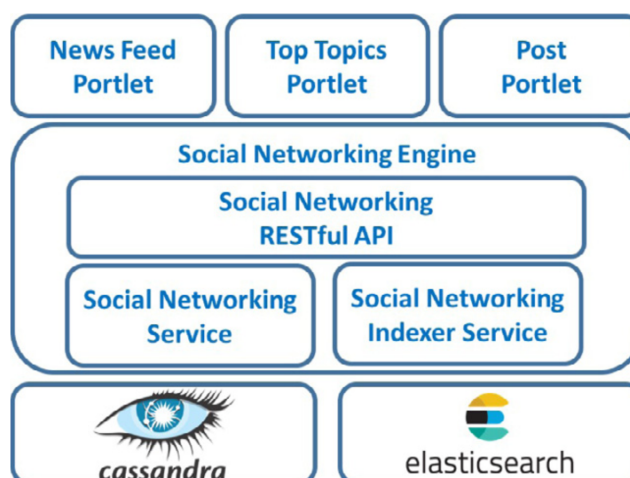 News Feed
Portlet
Top Topics
Portlet
Post
Portlet
Social Networking Engine
Social Networking
RESTful API
Social Networking
Service
Social Networking
Indexer Service
cassandra
elasticsearch